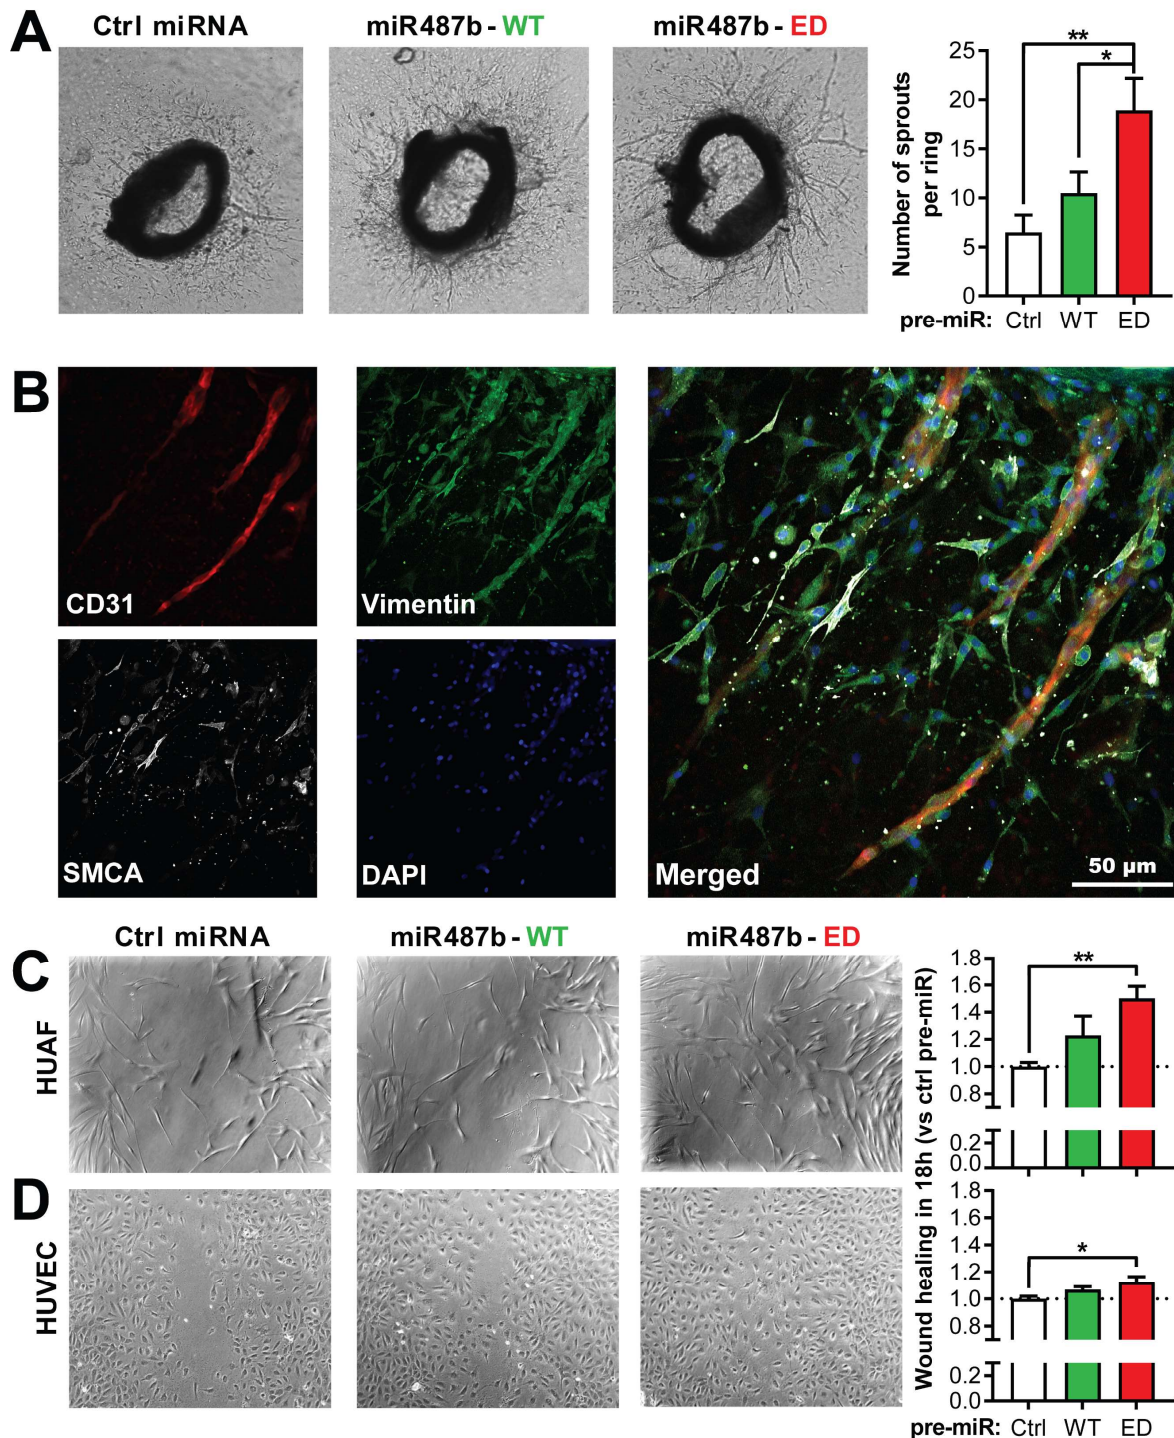 A
Ctrl miRNA
miR487b - WT
miR487b - ED
Number of sprouts
per ring
25
20
15
10
5
0
**
*
pre-miR: Ctrl WT ED
B
CD31
Vimentin
SMCA
DAPI
Merged
50 µm
Ctrl miRNA
miR487b - WT
miR487b - ED
C
HUAF
D
HUVEC
Wound healing in 18h (vs ctrl pre-miR)
1.8
1.6
1.4
1.2
1.0
0.8
0.2
0.0
**
1.8
1.6
1.4
1.2
1.0
0.8
0.2
0.0
*
pre-miR: Ctrl WT ED